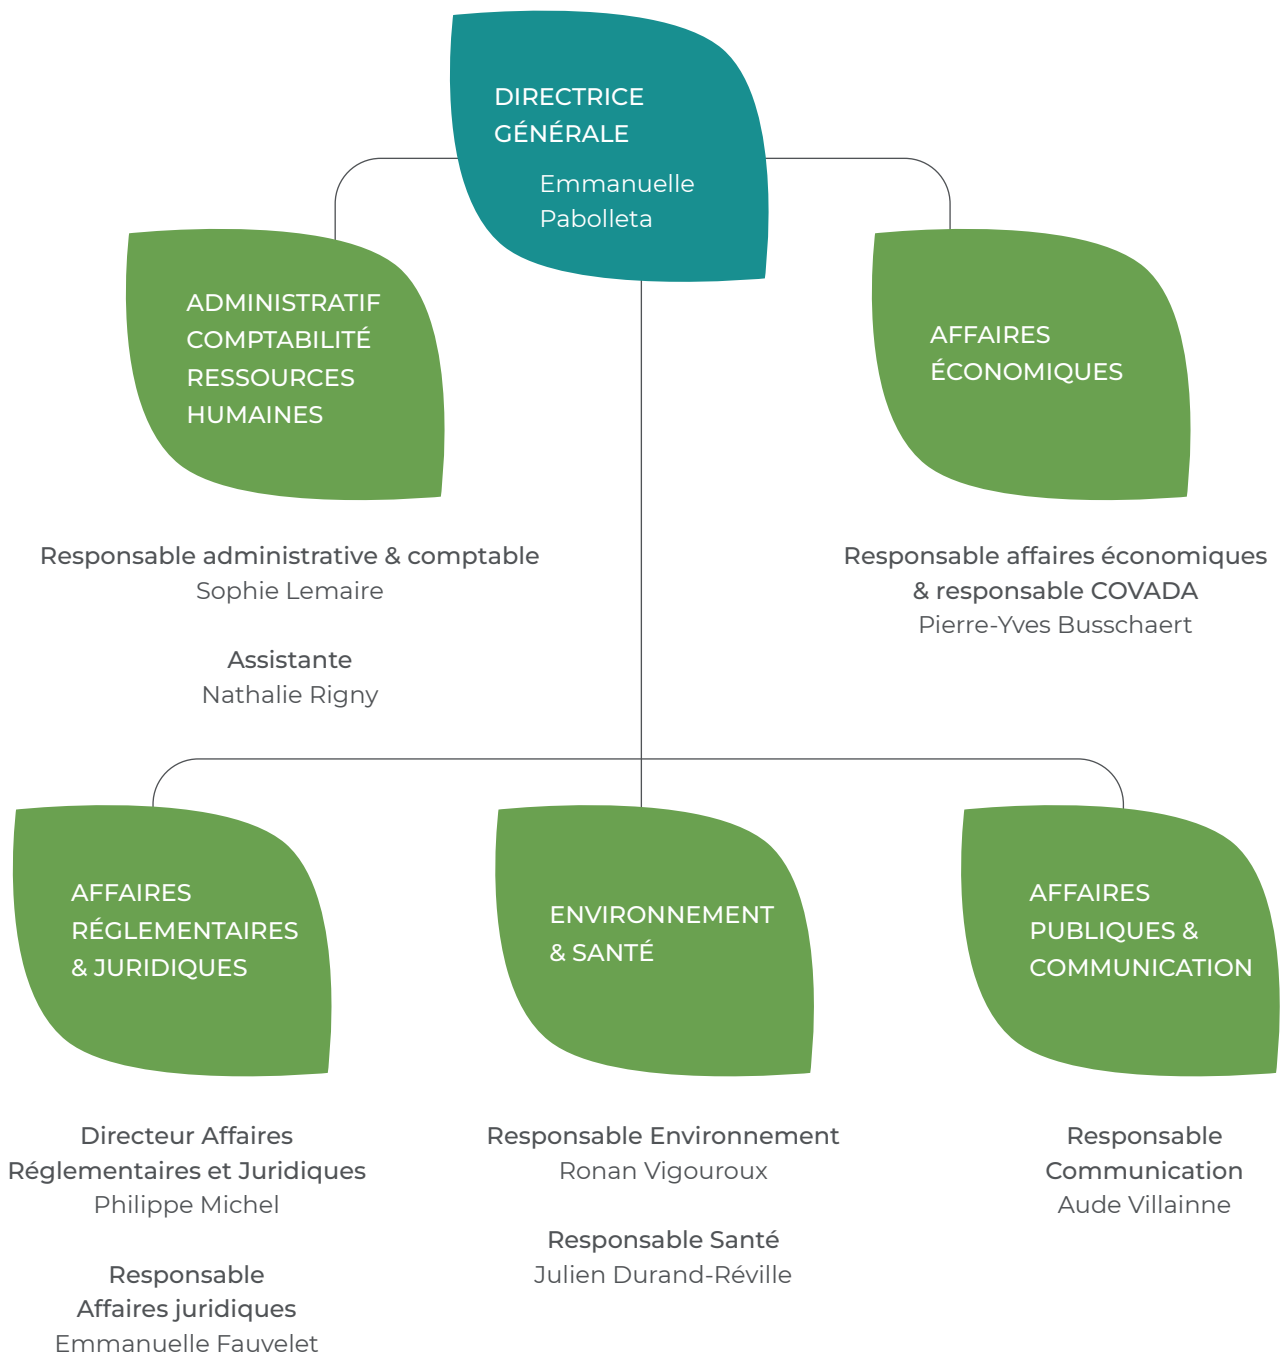 DIRECTRICE
GÉNÉRALE
Emmanuelle
Pabolleta
ADMINISTRATIF
COMPTABILITÉ
RESSOURCES
HUMAINES
Responsable administrative & comptable
Sophie Lemaire
Assistante
Nathalie Rigny
AFFAIRES
ÉCONOMIQUES
Responsable affaires économiques
& responsable COVADA
Pierre-Yves Busschaert
AFFAIRES
RÉGLEMENTAIRES
& JURIDIQUES
Directeur Affaires
Réglementaires et Juridiques
Philippe Michel
Responsable
Affaires juridiques
Emmanuelle Fauvelet
ENVIRONNEMENT
& SANTÉ
Responsable Environnement
Ronan Vigouroux
Responsable Santé
Julien Durand-Réville
AFFAIRES
PUBLIQUES &
COMMUNICATION
Responsable
Communication
Aude Villainne